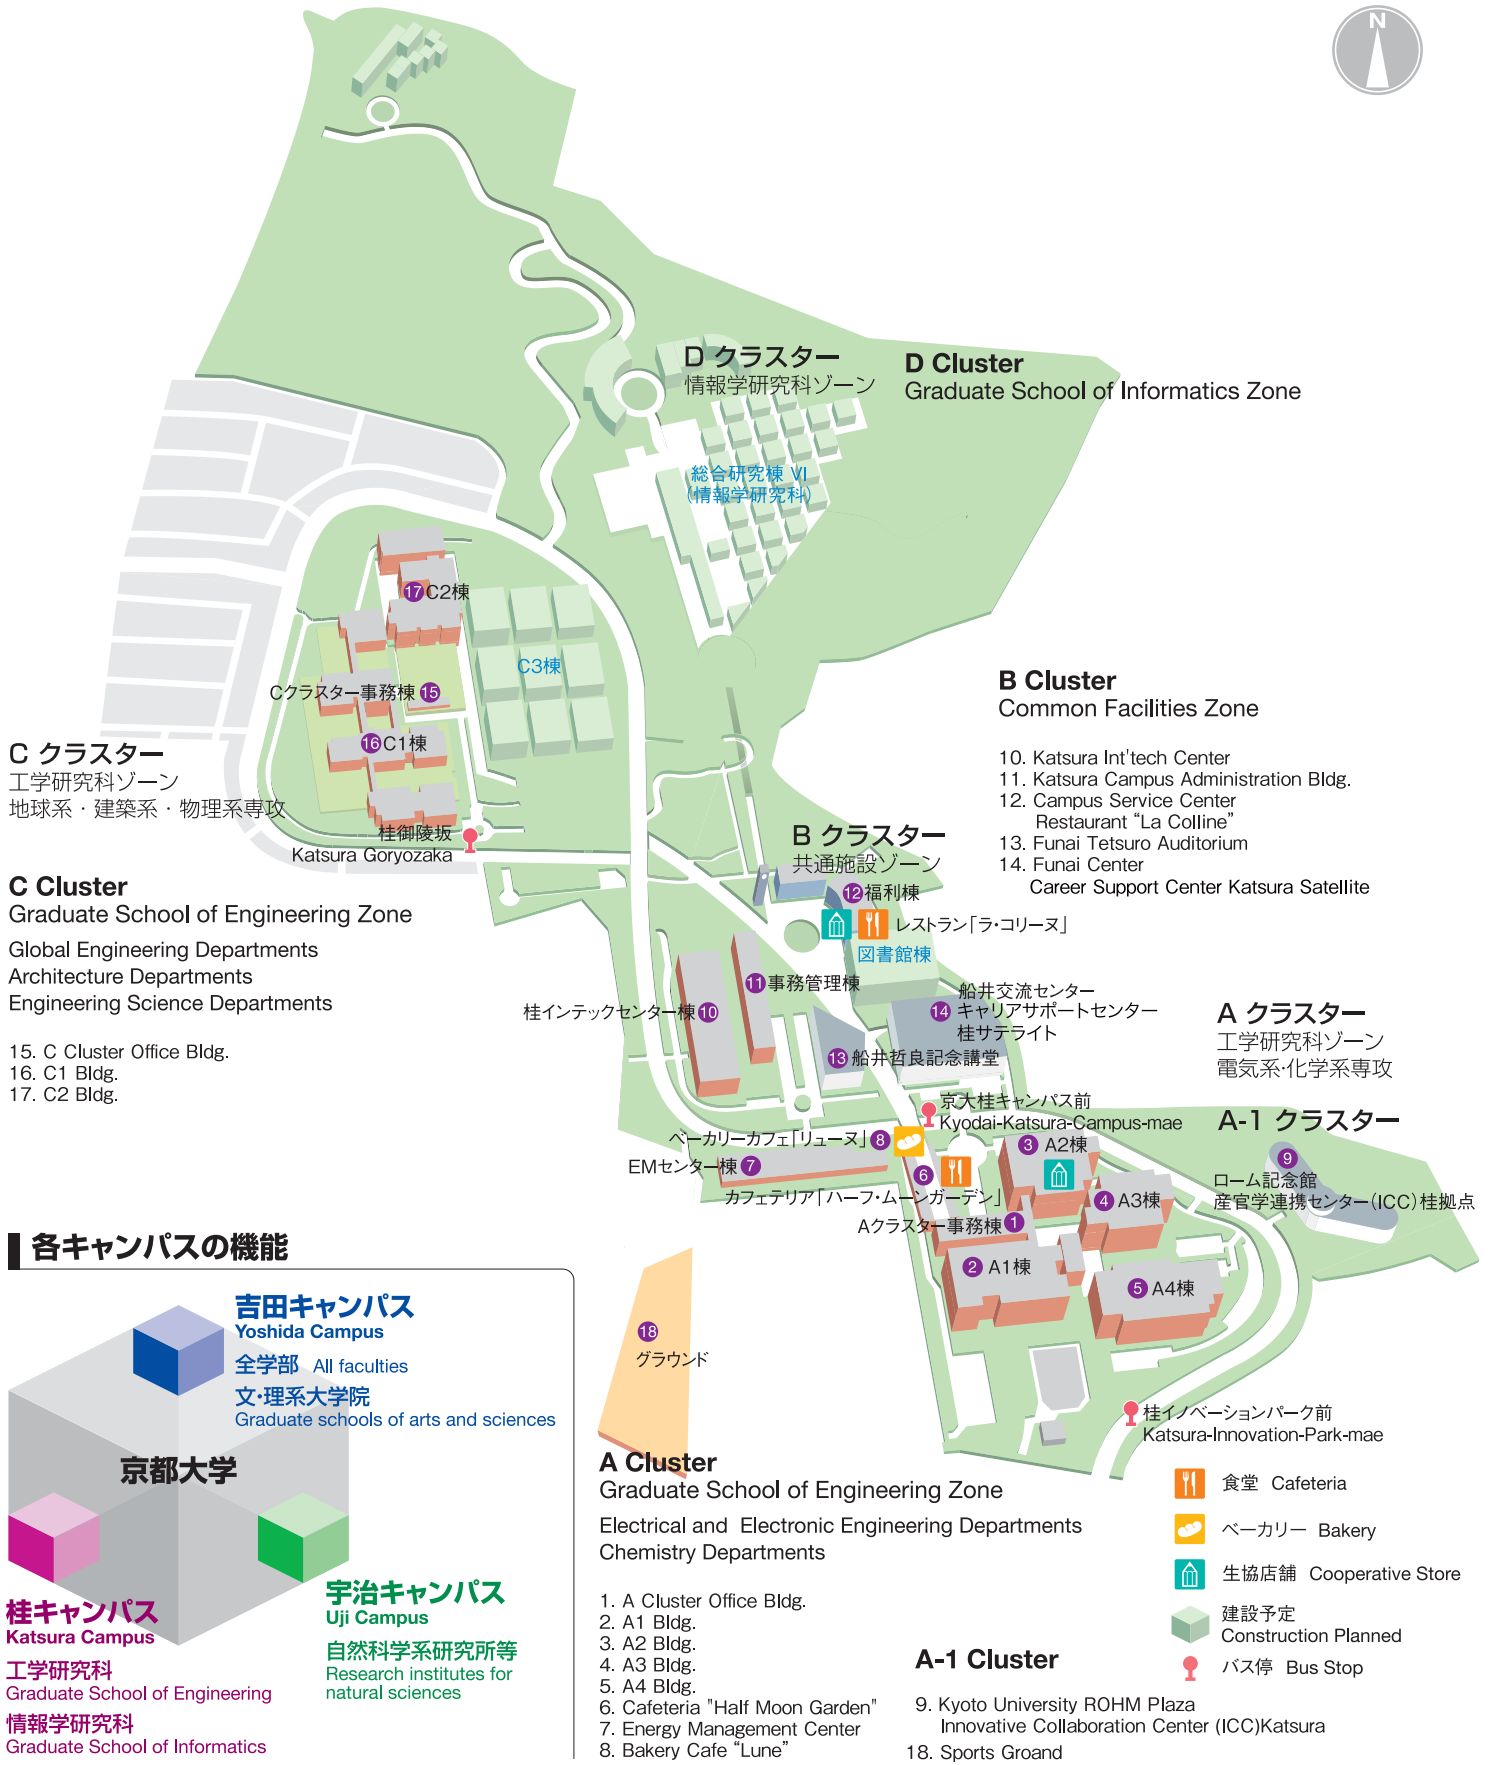 N
D クラスター
情報学研究科ゾーン
D Cluster
Graduate School of Informatics Zone
総合研究棟 VI
（情報学研究科）
17 C2棟
C3棟
Cクラスター事務棟 15
16 C1棟
C クラスター
工学研究科ゾーン
地球系・建築系・物理系専攻
桂御陵坂
Katsura Goryozaka
C Cluster
Graduate School of Engineering Zone
Global Engineering Departments
Architecture Departments
Engineering Science Departments
15. C Cluster Office Bldg.
16. C1 Bldg.
17. C2 Bldg.
B Cluster
Common Facilities Zone
10. Katsura Int'tech Center
11. Katsura Campus Administration Bldg.
12. Campus Service Center
Restaurant “La Colline”
13. Funai Tetsuro Auditorium
14. Funai Center
Career Support Center Katsura Satellite
B クラスター
共通施設ゾーン
12 福利棟
レストラン「ラ・コリーヌ」
図書館棟
11 事務管理棟
桂インテックセンター棟 10
船井交流センター
14 キャリアサポートセンター
桂サテライト
13 船井哲良記念講堂
A クラスター
工学研究科ゾーン
電気系・化学系専攻
京大桂キャンパス前
Kyodai-Katsura-Campus-mae
A-1 クラスター
ベーカリーカフェ「リューヌ」 8
EMセンター棟 7
6
カフェテリア「ハーフ・ムーンガーデン」
3 A2棟
4 A3棟
9
ローム記念館
産官学連携センター（ICC）桂拠点
Aクラスター事務棟 1
2 A1棟
5 A4棟
18
グラウンド
桂イノベーションパーク前
Katsura-Innovation-Park-mae
各キャンパスの機能
吉田キャンパス
Yoshida Campus
全学部 All faculties
文・理系大学院
Graduate schools of arts and sciences
京都大学
桂キャンパス
Katsura Campus
工学研究科
Graduate School of Engineering
情報学研究科
Graduate School of Informatics
宇治キャンパス
Uji Campus
自然科学系研究所等
Research institutes for
natural sciences
A Cluster
Graduate School of Engineering Zone
Electrical and Electronic Engineering Departments
Chemistry Departments
1. A Cluster Office Bldg.
2. A1 Bldg.
3. A2 Bldg.
4. A3 Bldg.
5. A4 Bldg.
6. Cafeteria "Half Moon Garden"
7. Energy Management Center
8. Bakery Cafe “Lune”
A-1 Cluster
9. Kyoto University ROHM Plaza
Innovative Collaboration Center (ICC)Katsura
18. Sports Groand
食堂 Cafeteria
ベーカリー Bakery
生協店舗 Cooperative Store
建設予定
Construction Planned
バス停 Bus Stop